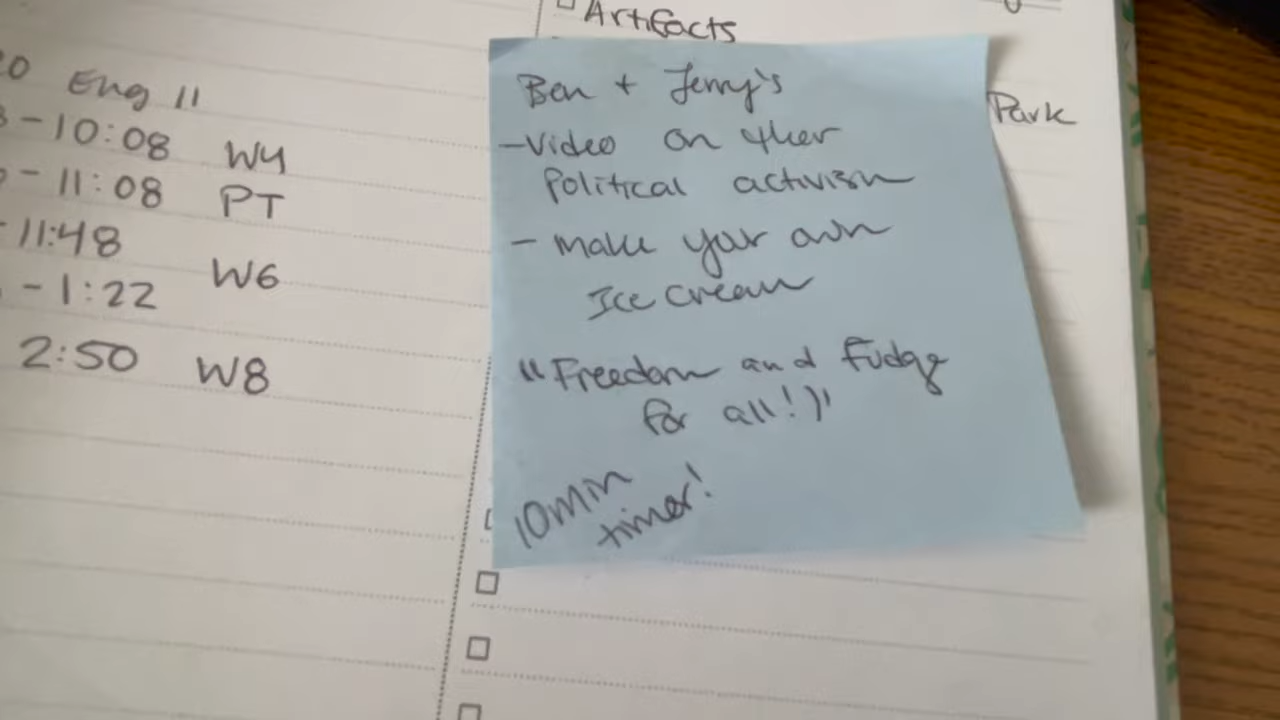 Eng 11
-10:08 W4
- 11:08 PT
11:48
W6
- 1:22
2:50 W8
Artifacts
Park
Ben + Jerry's
- Video on ther
Political activism
- make your own
Ice cream
"Freedom and Fudge
for all!)"
10min
timer!